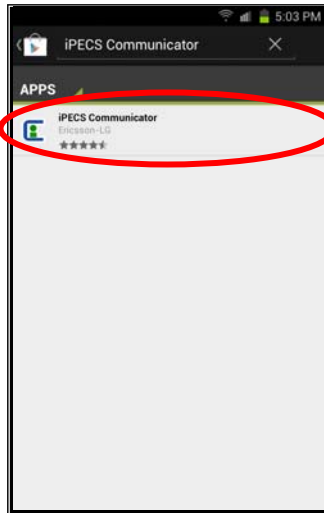 5:03 PM
iPECS Communicator
APPS
iPECS Communicator
Ericsson-LG